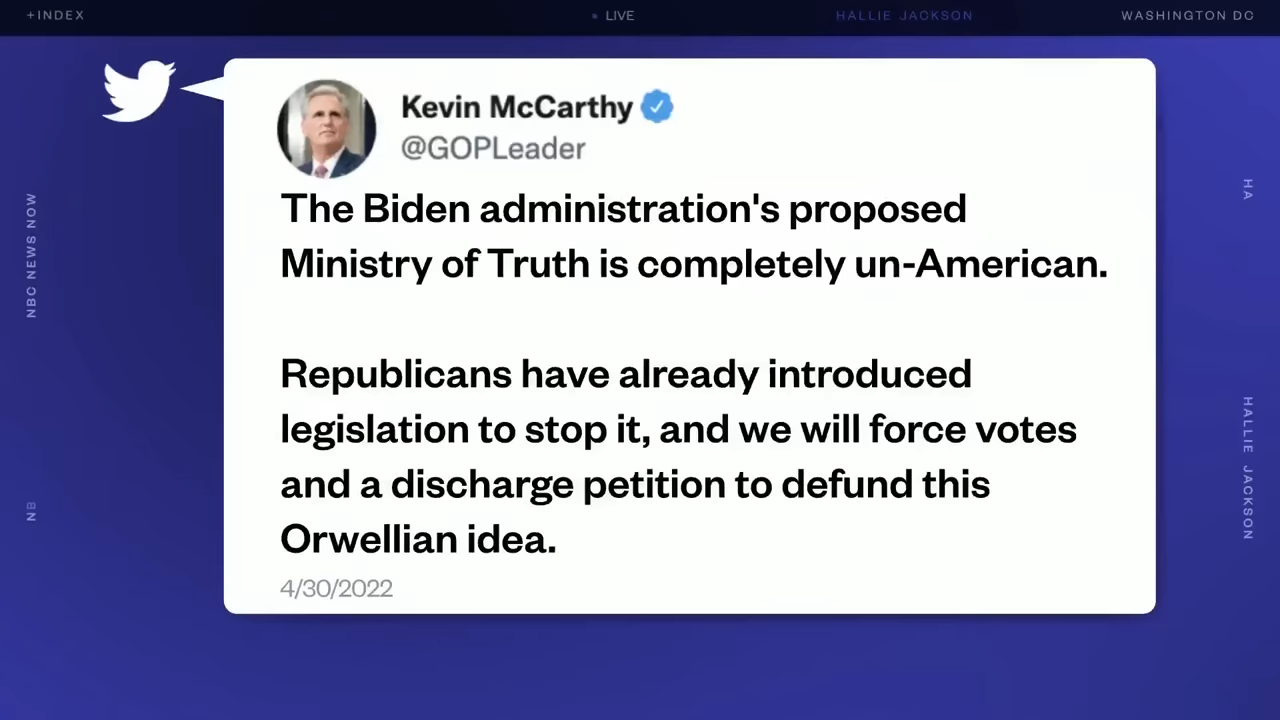 +INDEX
LIVE
HALLIE JACKSON
WASHINGTON DC
Kevin McCarthy
@GOPLeader
The Biden administration's proposed
Ministry of Truth is completely un-American.
Republicans have already introduced
legislation to stop it, and we will force votes
and a discharge petition to defund this
Orwellian idea.
4/30/2022
NBC NEWS NOW
NB
HA
HALLIE JACKSON